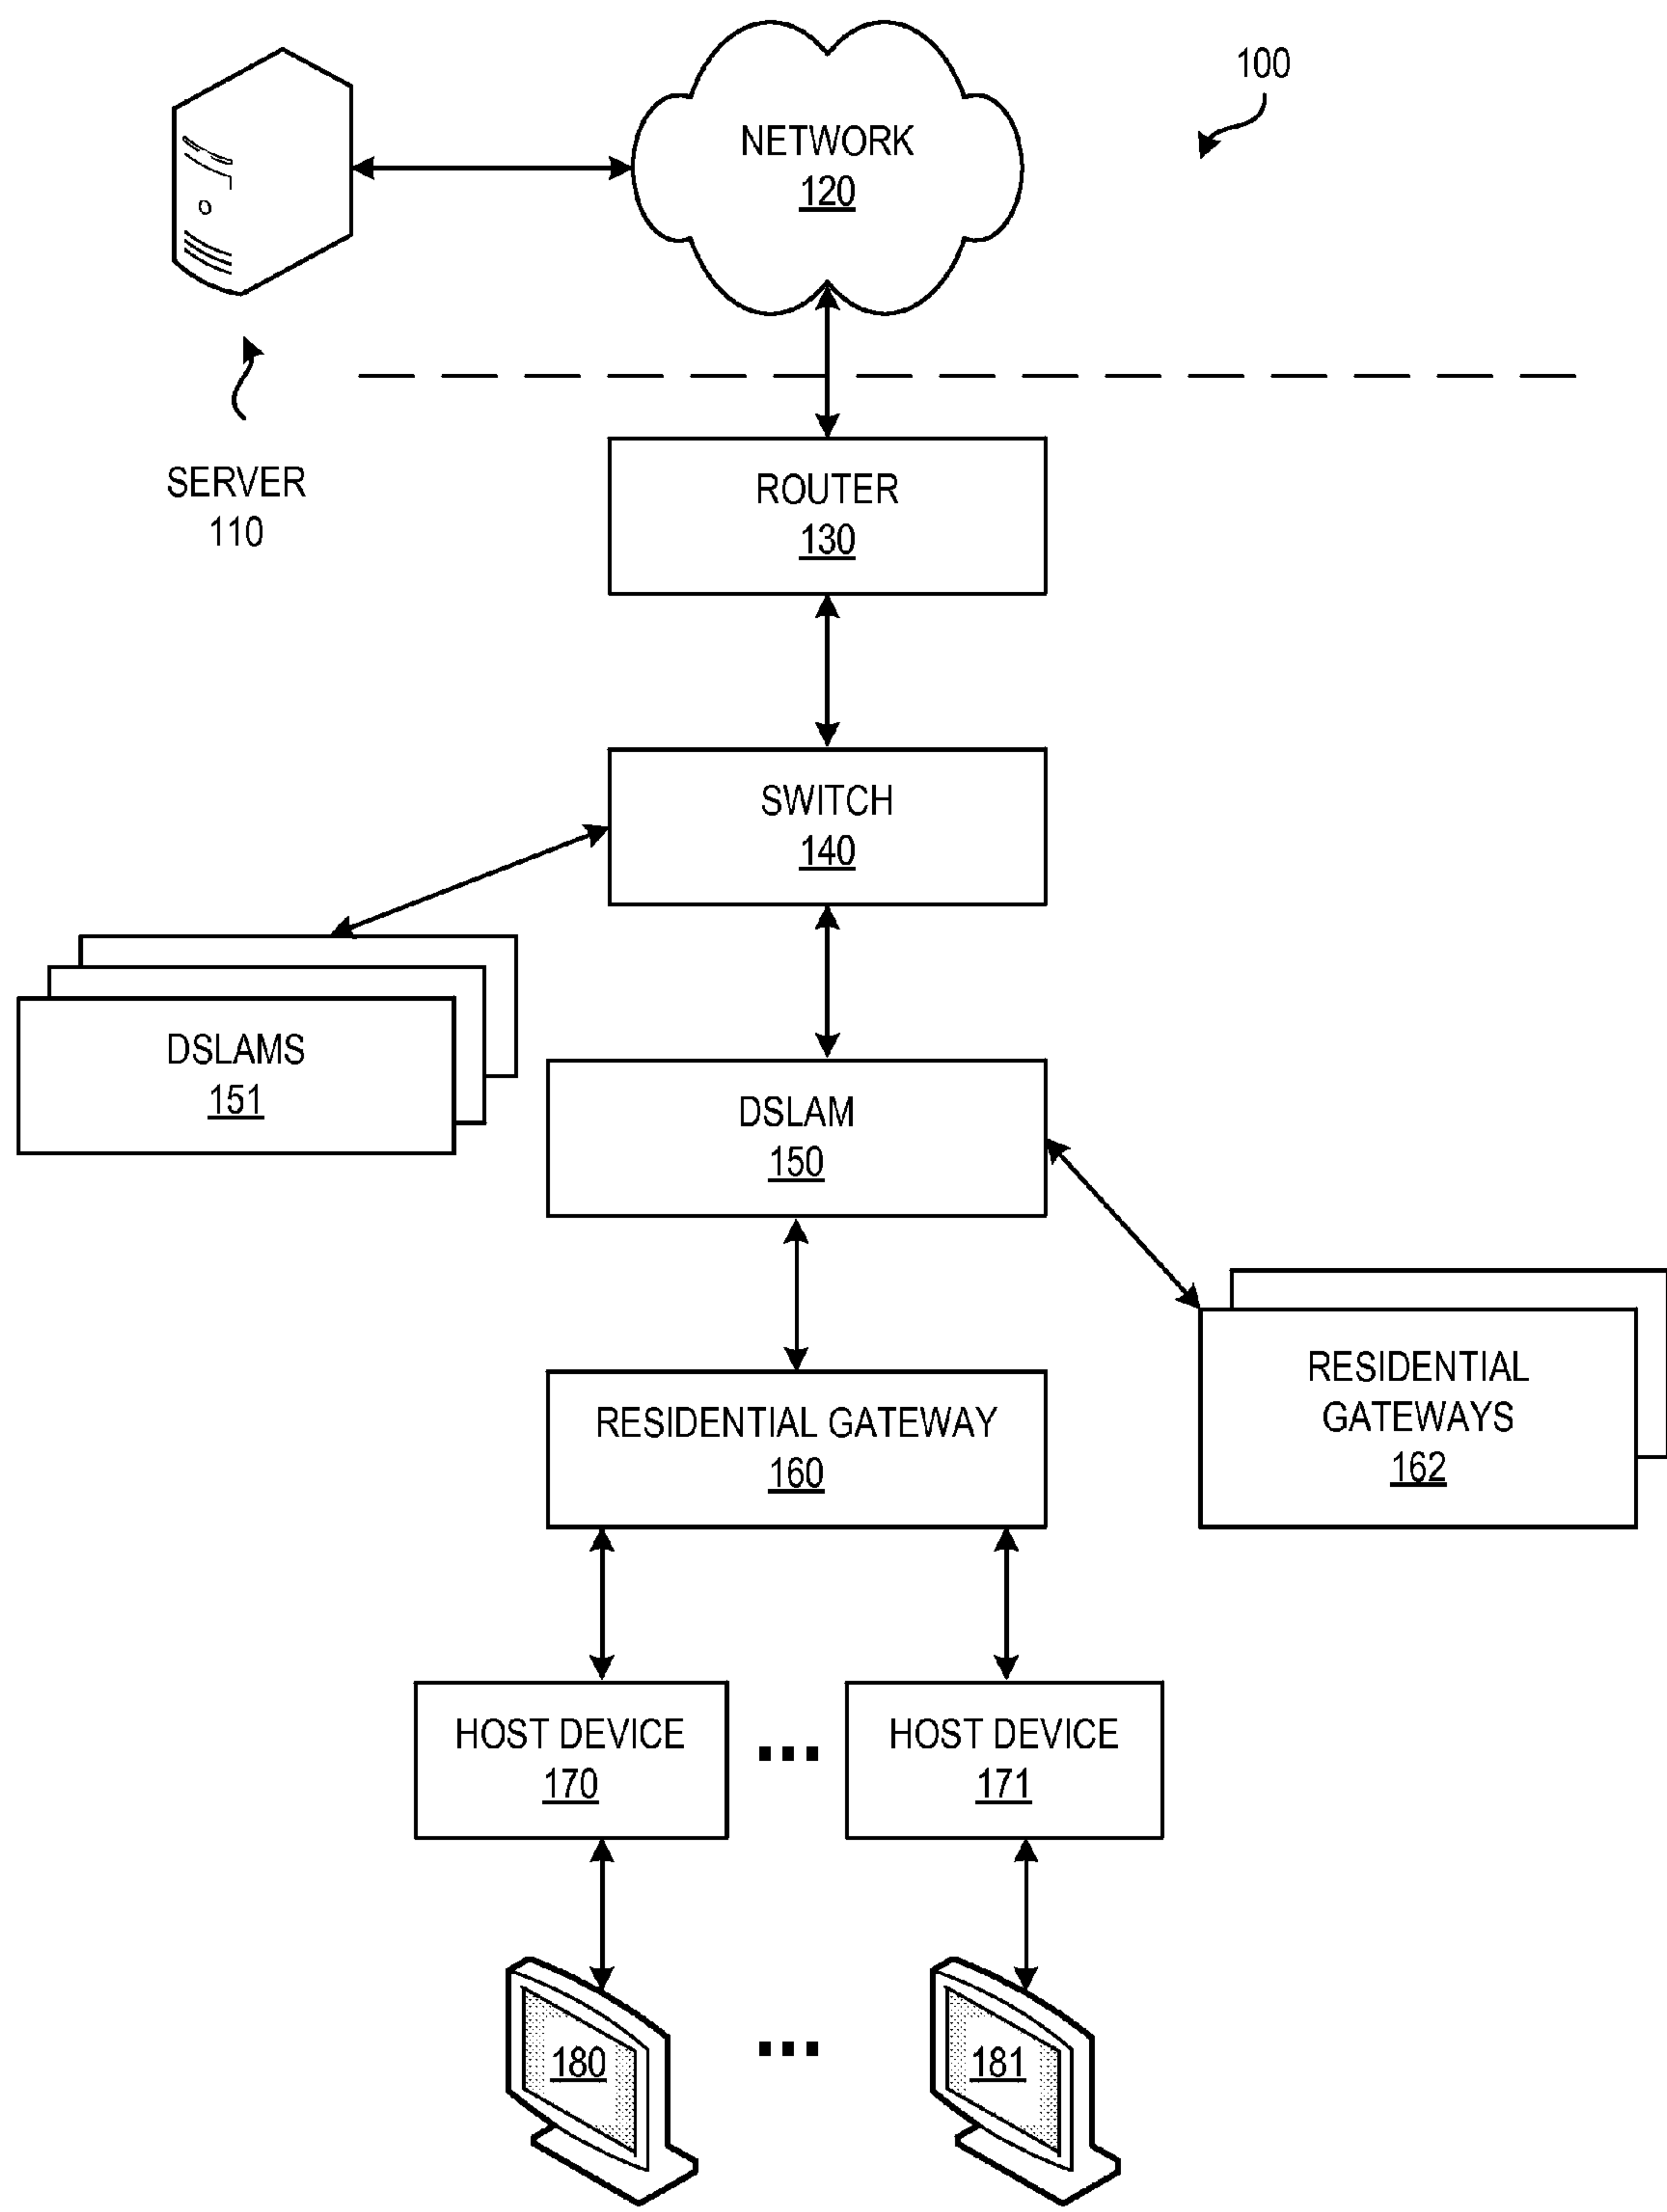 100
NETWORK
120
SERVER
110
ROUTER
130
SWITCH
140
DSLAMS
151
DSLAM
150
RESIDENTIAL
GATEWAYS
162
RESIDENTIAL GATEWAY
160
HOST DEVICE
170
...
HOST DEVICE
171
180
...
181